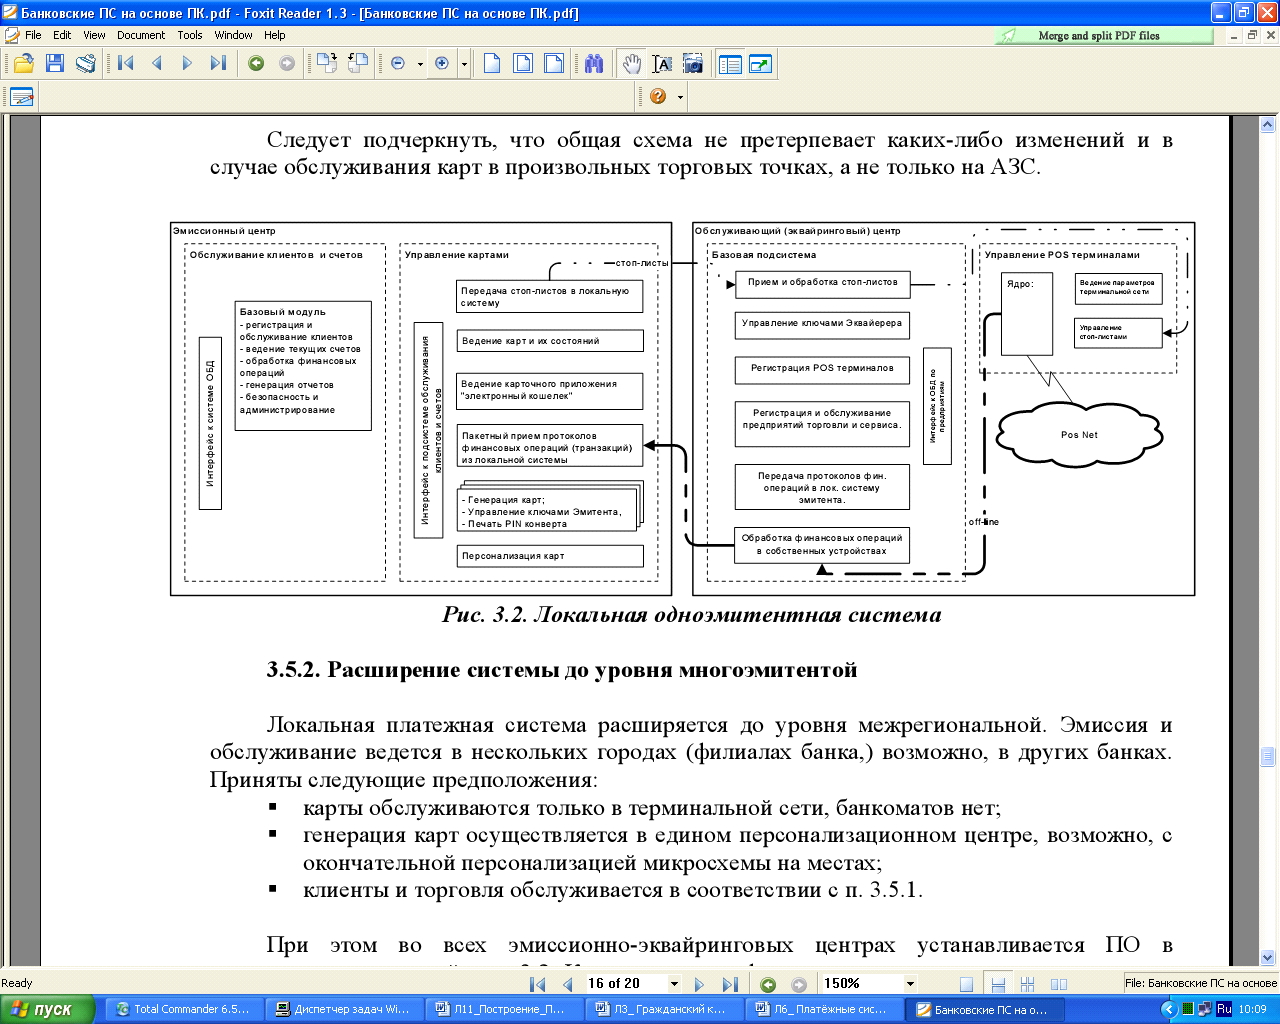 Банковские ПС на основе ПК.pdf - Foxit Reader 1.3 - [Банковские ПС на основе ПК.pdf]
File Edit View Document Tools Window Help
Merge and split PDF files
Следует подчеркнуть, что общая схема не претерпевает каких-либо изменений и в
случае обслуживания карт в произвольных торговых точках, а не только на АЗС.
Эмиссионный центр
Обслуживание клиентов и счетов
Интерфейс к системе ОБД
Базовый модуль
- регистрация и
обслуживание клиентов
- ведение текущих счетов
- обработка финансовых
операций
- генерация отчетов
- безопасность и
администрирование
Управление картами
Интерфейс к подсистеме обслуживания
клиентов и счетов
стоп-листы
Передача стоп-листов в локальную
систему
Ведение карт и их состояний
Ведение карточного приложения
"электронный кошелек"
Пакетный прием протоколов
финансовых операций (транзакций)
из локальной системы
- Генерация карт;
- Управление ключами Эмитента,
- Печать PIN конверта
Персонализация карт
Обслуживающий (эквайринговый) центр
Базовая подсистема
Прием и обработка стоп-листов
Управление ключами Эквайерера
Регистрация POS терминалов
Регистрация и обслуживание
предприятий торговли и сервиса.
Передача протоколов фин.
операций в лок. систему
эмитента.
Обработка финансовых операций
в собственных устройствах
Интерфейс к ОБД по
предприятиям
off-line
Управление POS терминалами
Ядро:
Ведение параметров
терминальной сети
Управление
стоп-листами
Pos Net
Рис. 3.2. Локальная одноэмитентная система
3.5.2. Расширение системы до уровня многоэмитентой
Локальная платежная система расширяется до уровня межрегиональной. Эмиссия и
обслуживание ведется в нескольких городах (филиалах банка,) возможно, в других банках.
Приняты следующие предположения:
▪ карты обслуживаются только в терминальной сети, банкоматов нет;
▪ генерация карт осуществляется в едином персонализационном центре, возможно, с
окончательной персонализацией микросхемы на местах;
▪ клиенты и торговля обслуживается в соответствии с п. 3.5.1.
При этом во всех эмиссионно-эквайринговых центрах устанавливается ПО в
Ready
16 of 20
150%
File: Банковские ПС на основе
пуск
Total Commander 6.5...
Диспетчер задач Wi...
Л11_Построение_П...
Л3_ Гражданский к...
Л6_ Платёжные сис...
Банковские ПС на о...
Ru
10:09